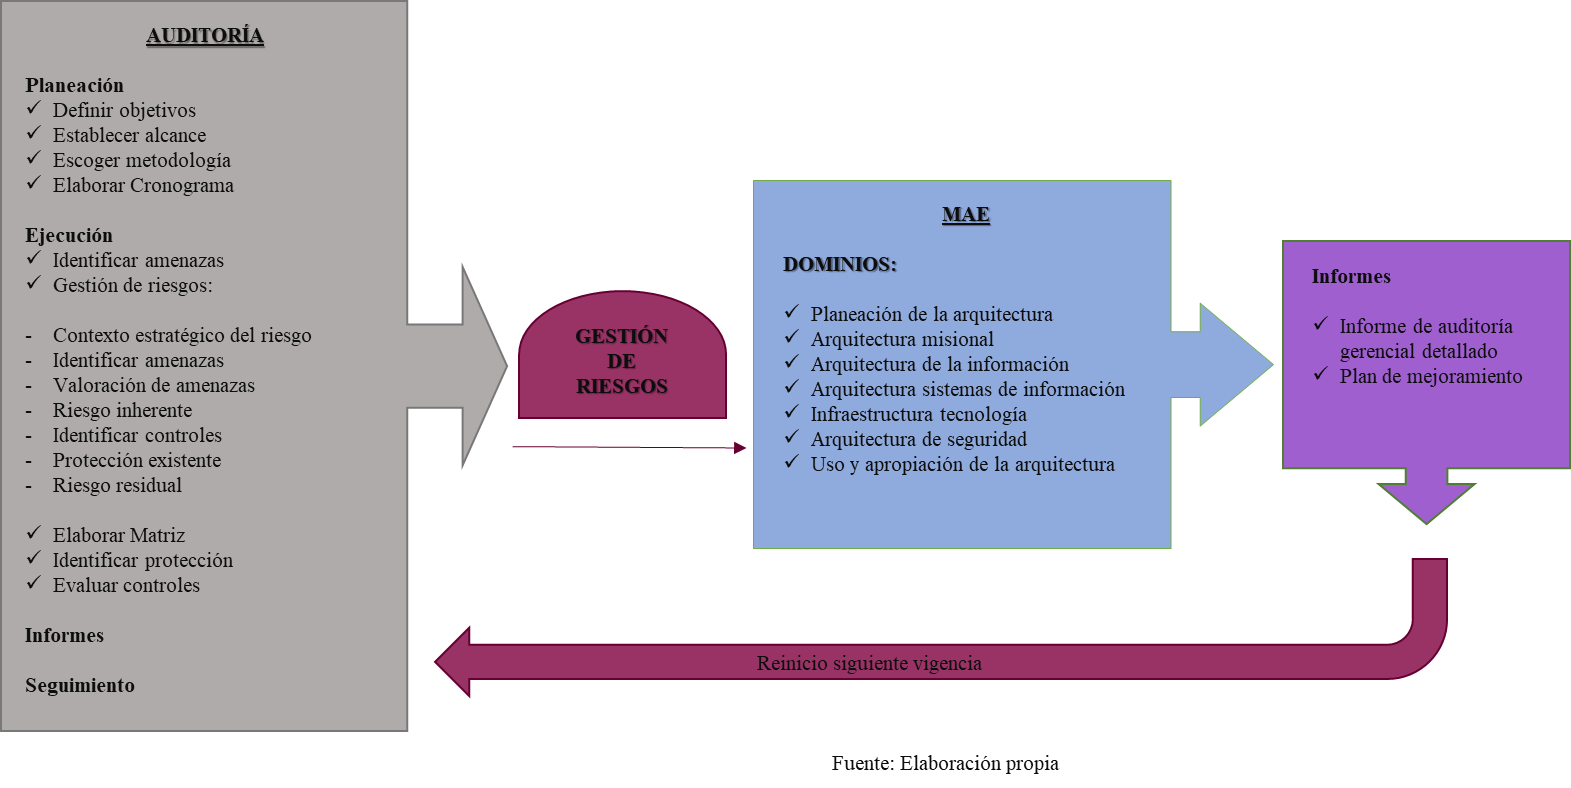 AUDITORÍA
Planeación
✓ Definir objetivos
✓ Establecer alcance
✓ Escoger metodología
✓ Elaborar Cronograma
Ejecución
✓ Identificar amenazas
✓ Gestión de riesgos:
- Contexto estratégico del riesgo
- Identificar amenazas
- Valoración de amenazas
- Riesgo inherente
- Identificar controles
- Protección existente
- Riesgo residual
✓ Elaborar Matriz
✓ Identificar protección
✓ Evaluar controles
Informes
Seguimiento
GESTIÓN
DE
RIESGOS
MAE
DOMINIOS:
✓ Planeación de la arquitectura
✓ Arquitectura misional
✓ Arquitectura de la información
✓ Arquitectura sistemas de información
✓ Infraestructura tecnología
✓ Arquitectura de seguridad
✓ Uso y apropiación de la arquitectura
Informes
✓ Informe de auditoría
gerencial detallado
✓ Plan de mejoramiento
Reinicio siguiente vigencia
Fuente: Elaboración propia